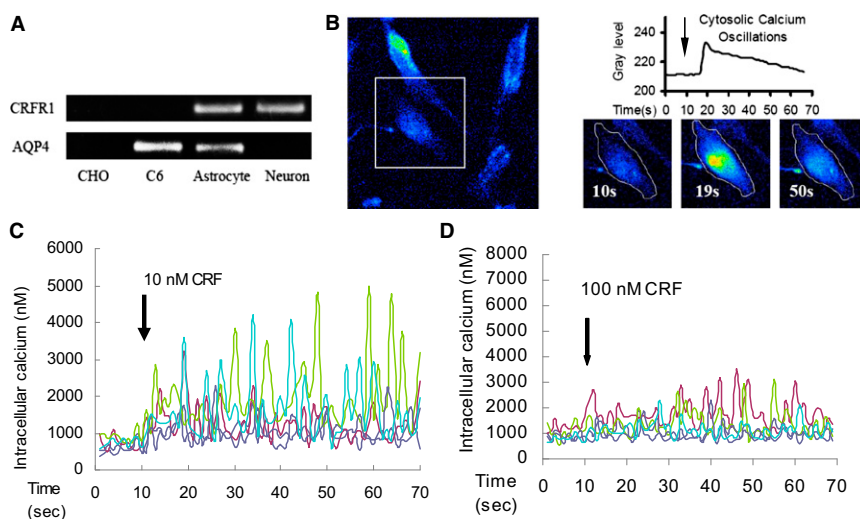 A
CRFR1
AQP4
CHO C6 Astrocyte Neuron
B
Cytosolic Calcium
Oscillations
Gray level
250
240
220
210
Time(s) 0 10 20 30 40 50 60 70
10s 19s 50s
C
Intracellular calcium (nM)
6000
5000
4000
3000
2000
1000
0
10 nM CRF
Time
(sec)
0 10 20 30 40 50 60 70
D
Intracellular calcium (nM)
8000
7000
6000
5000
4000
3000
2000
1000
0
100 nM CRF
Time
(sec)
0 10 20 30 40 50 60 70